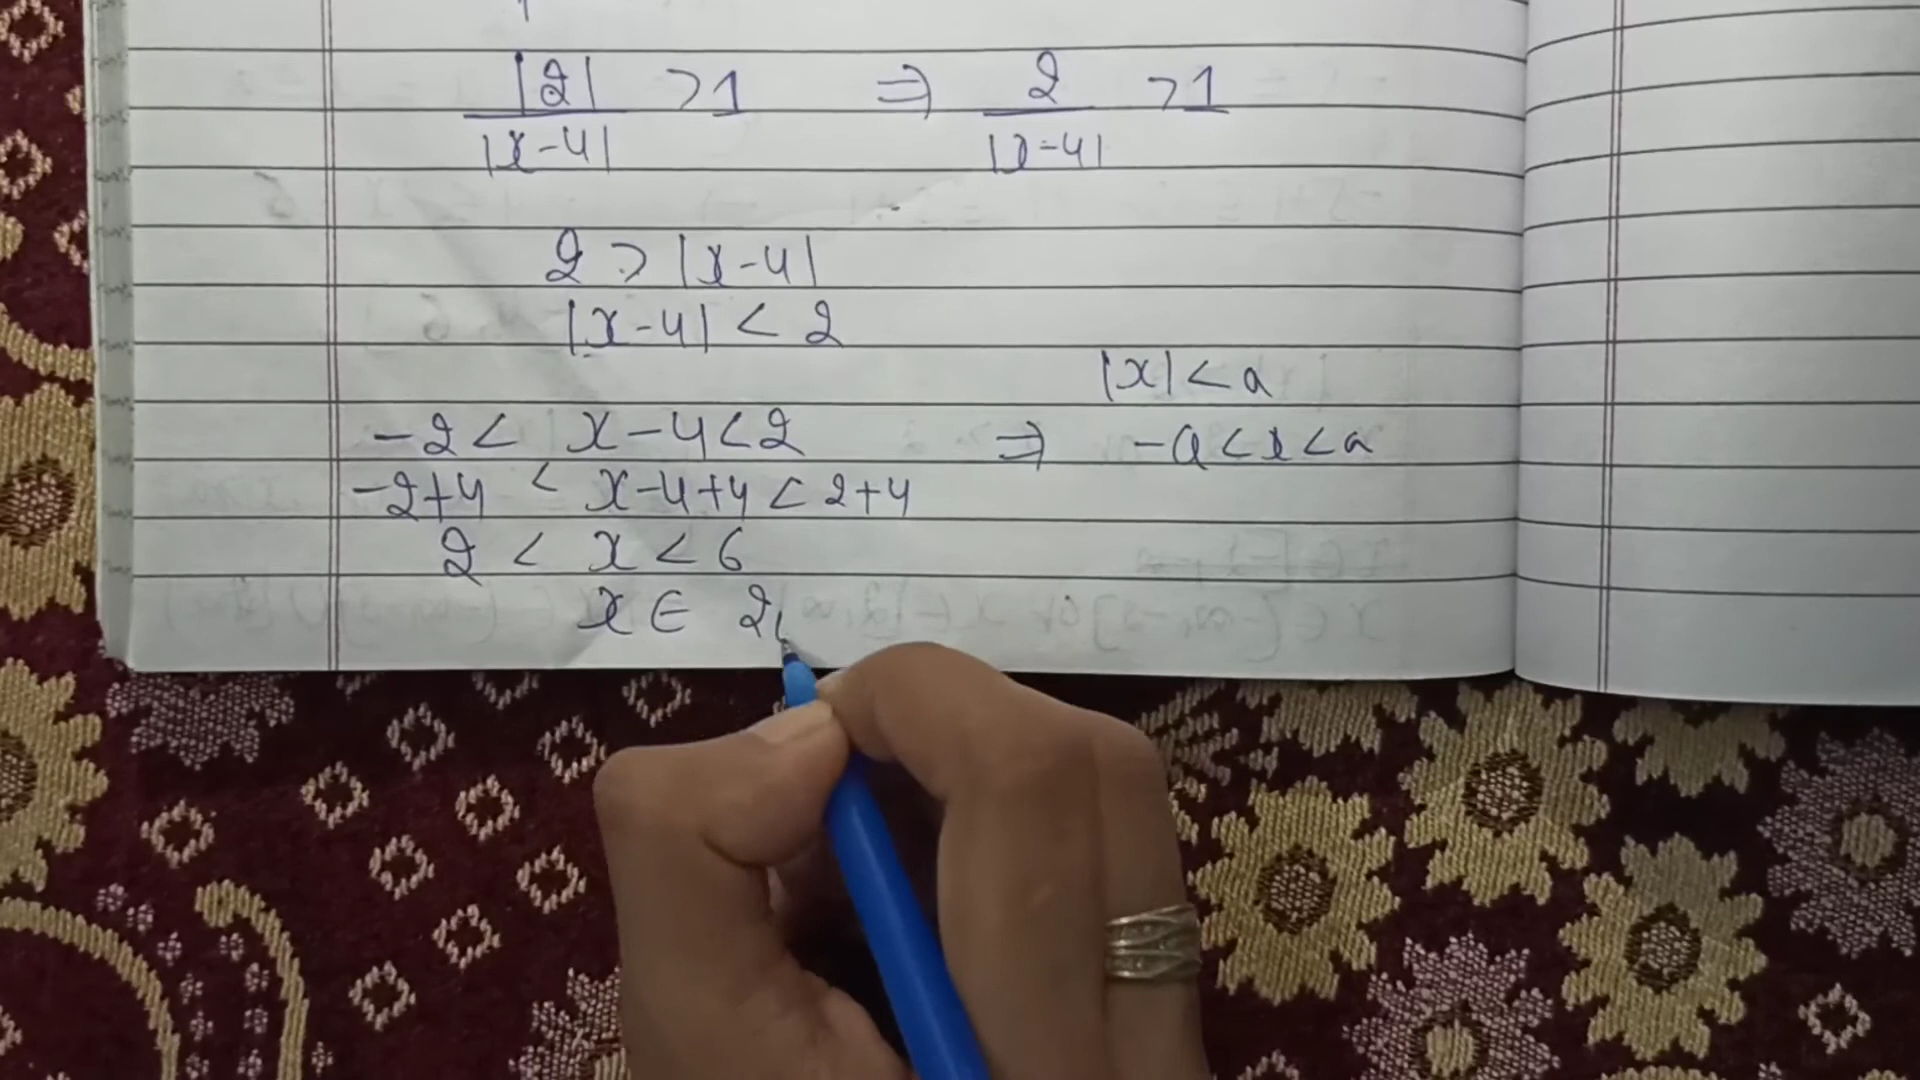 |2| / |x-4| > 1 ⇒ 2 / |x-4| > 1
2 > |x-4|
|x-4| < 2
|x| < a
-2 < x-4 < 2 ⇒ -a < x < a
-2+4 < x-4+4 < 2+4
2 < x < 6
x ∈ 2,